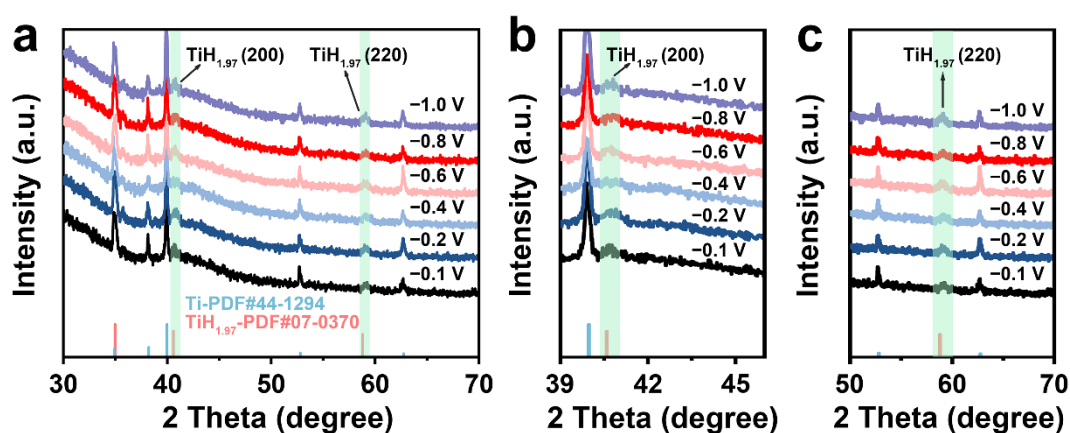 a
TiH1.97 (200)
TiH1.97 (220)
−1.0 V
−0.8 V
−0.6 V
−0.4 V
−0.2 V
−0.1 V
Ti-PDF#44-1294
TiH1.97-PDF#07-0370
Intensity (a.u.)
30 40 50 60 70
2 Theta (degree)
b
TiH1.97 (200)
−1.0 V
−0.8 V
−0.6 V
−0.4 V
−0.2 V
−0.1 V
Intensity (a.u.)
39 42 45
2 Theta (degree)
c
TiH1.97 (220)
−1.0 V
−0.8 V
−0.6 V
−0.4 V
−0.2 V
−0.1 V
Intensity (a.u.)
50 60 70
2 Theta (degree)